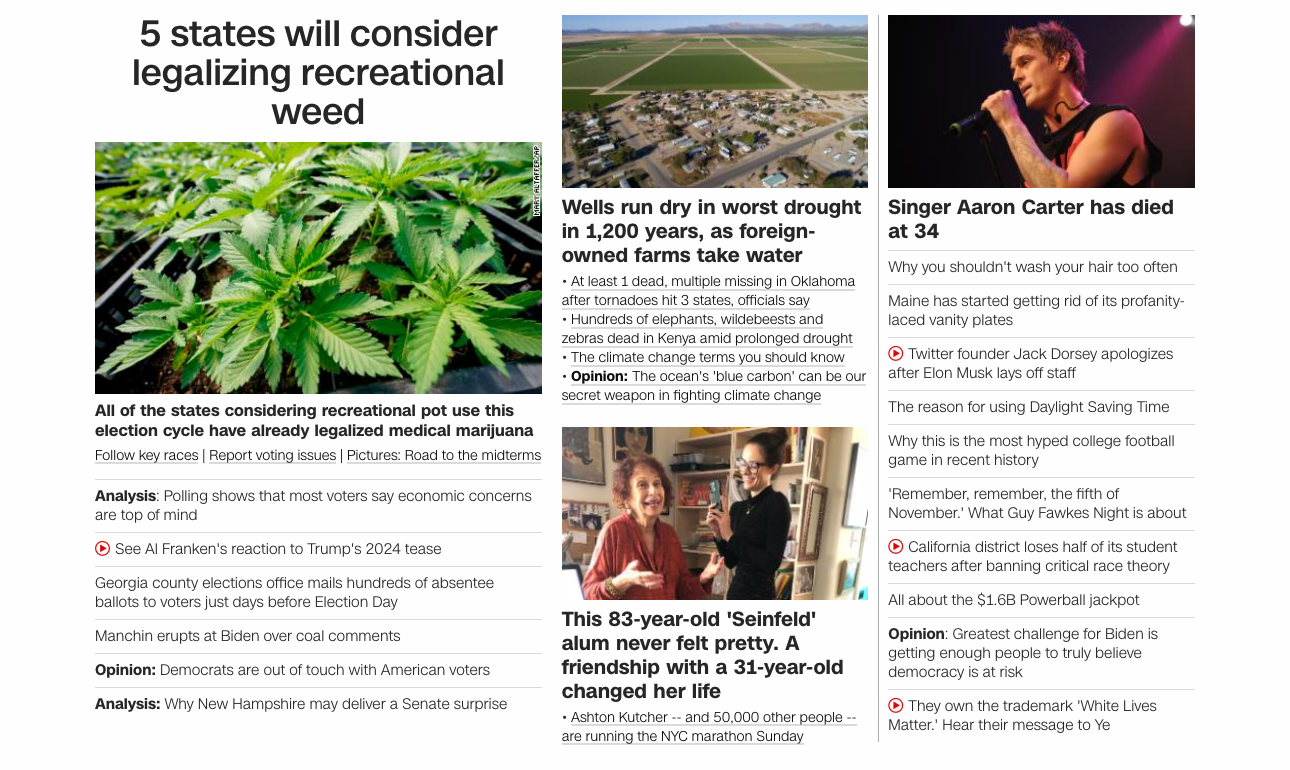 5 states will consider
legalizing recreational
weed
MARY ALTAFFER/AP
All of the states considering recreational pot use this
election cycle have already legalized medical marijuana
Follow key races | Report voting issues | Pictures: Road to the midterms
Analysis: Polling shows that most voters say economic concerns
are top of mind
See Al Franken's reaction to Trump's 2024 tease
Georgia county elections office mails hundreds of absentee
ballots to voters just days before Election Day
Manchin erupts at Biden over coal comments
Opinion: Democrats are out of touch with American voters
Analysis: Why New Hampshire may deliver a Senate surprise
Wells run dry in worst drought
in 1,200 years, as foreign-
owned farms take water
• At least 1 dead, multiple missing in Oklahoma
after tornadoes hit 3 states, officials say
• Hundreds of elephants, wildebeests and
zebras dead in Kenya amid prolonged drought
• The climate change terms you should know
• Opinion: The ocean's 'blue carbon' can be our
secret weapon in fighting climate change
This 83-year-old 'Seinfeld'
alum never felt pretty. A
friendship with a 31-year-old
changed her life
• Ashton Kutcher -- and 50,000 other people --
are running the NYC marathon Sunday
Singer Aaron Carter has died
at 34
Why you shouldn't wash your hair too often
Maine has started getting rid of its profanity-
laced vanity plates
Twitter founder Jack Dorsey apologizes
after Elon Musk lays off staff
The reason for using Daylight Saving Time
Why this is the most hyped college football
game in recent history
'Remember, remember, the fifth of
November.' What Guy Fawkes Night is about
California district loses half of its student
teachers after banning critical race theory
All about the $1.6B Powerball jackpot
Opinion: Greatest challenge for Biden is
getting enough people to truly believe
democracy is at risk
They own the trademark 'White Lives
Matter.' Hear their message to Ye